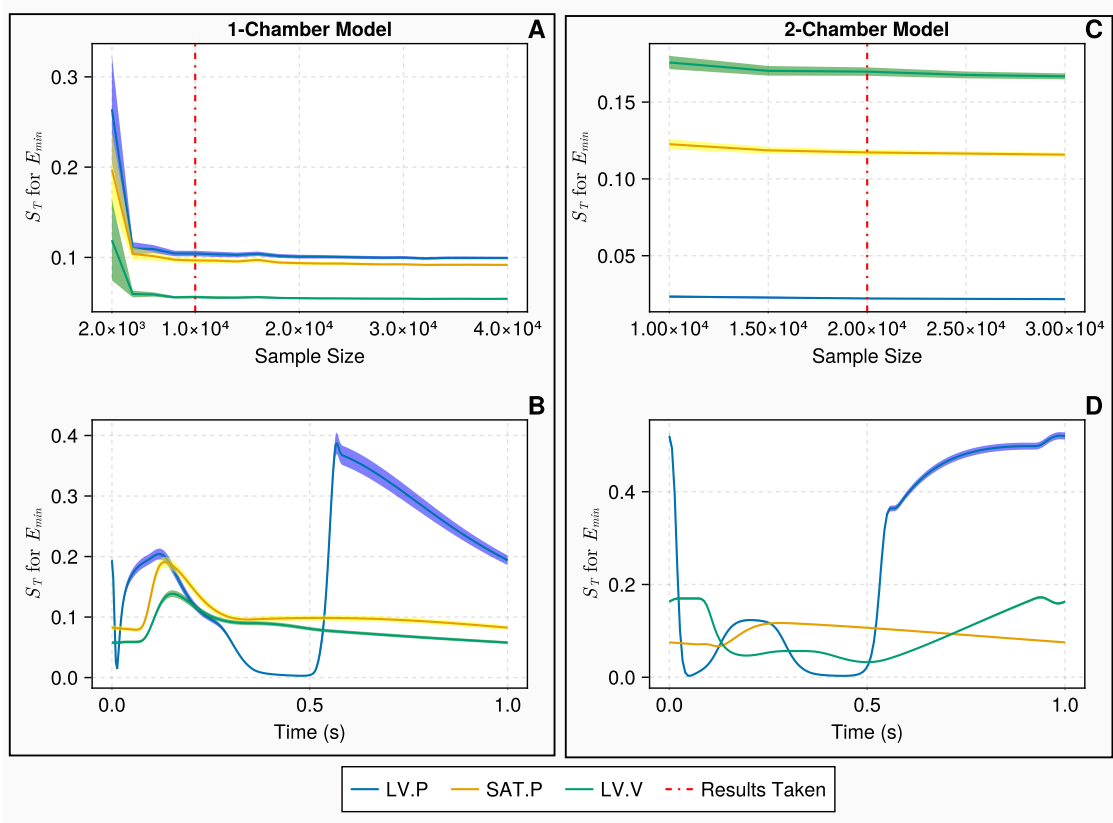 1-Chamber Model A
S_T for E_min
0.3
0.2
0.1
2.0×10³ 1.0×10⁴ 2.0×10⁴ 3.0×10⁴ 4.0×10⁴
Sample Size
B
S_T for E_min
0.4
0.3
0.2
0.1
0.0
0.0 0.5 1.0
Time (s)
2-Chamber Model C
S_T for E_min
0.15
0.10
0.05
1.00×10⁴ 1.50×10⁴ 2.00×10⁴ 2.50×10⁴ 3.00×10⁴
Sample Size
D
S_T for E_min
0.4
0.2
0.0
0.0 0.5 1.0
Time (s)
LV.P SAT.P LV.V Results Taken